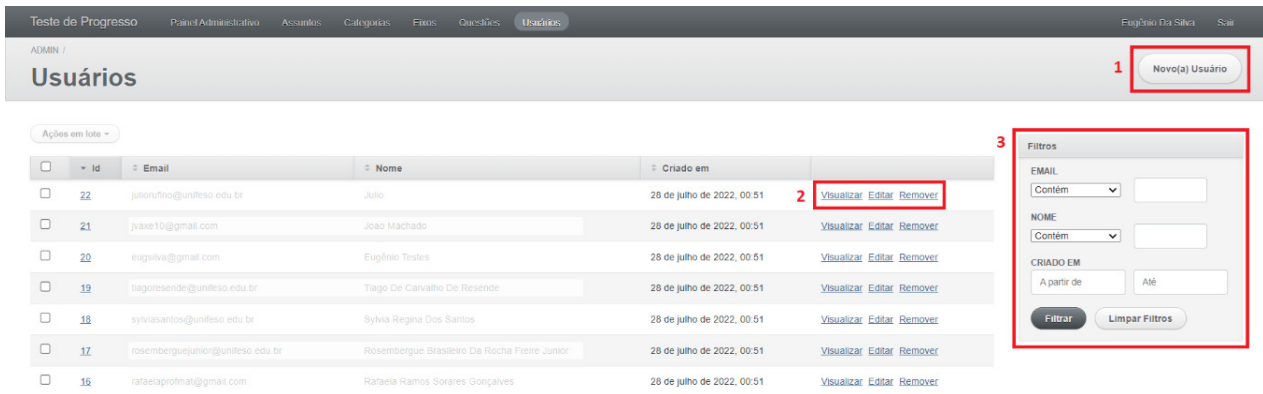 Teste de Progresso Painel Administrativo Assuntos Categorias Fixos Questões Usuários Eugênio Da Silva Sair
ADMIN /
Usuários
1 Novo(a) Usuário
Ações em lote
3 Filtros
Id Email Nome Criado em
22 juliorufino@unifeso.edu.br Julio 28 de julho de 2022, 00:51 2 Visualizar Editar Remover
21 jvaxe10@gmail.com Joao Machado 28 de julho de 2022, 00:51 Visualizar Editar Remover
20 eugsilva@gmail.com Eugênio Testes 28 de julho de 2022, 00:51 Visualizar Editar Remover
19 tiagoresende@unifeso.edu.br Tiago De Carvalho De Resende 28 de julho de 2022, 00:51 Visualizar Editar Remover
18 sylviasantos@unifeso.edu.br Sylvia Regina Dos Santos 28 de julho de 2022, 00:51 Visualizar Editar Remover
17 rosemberguejunior@unifeso.edu.br Rosembergue Brasileiro Da Rocha Freire Junior 28 de julho de 2022, 00:51 Visualizar Editar Remover
16 rafaelaprofmat@gmail.com Rafaela Ramos Sorares Gonçalves 28 de julho de 2022, 00:51 Visualizar Editar Remover
EMAIL
Contém
NOME
Contém
CRIADO EM
A partir de Até
Filtrar Limpar Filtros